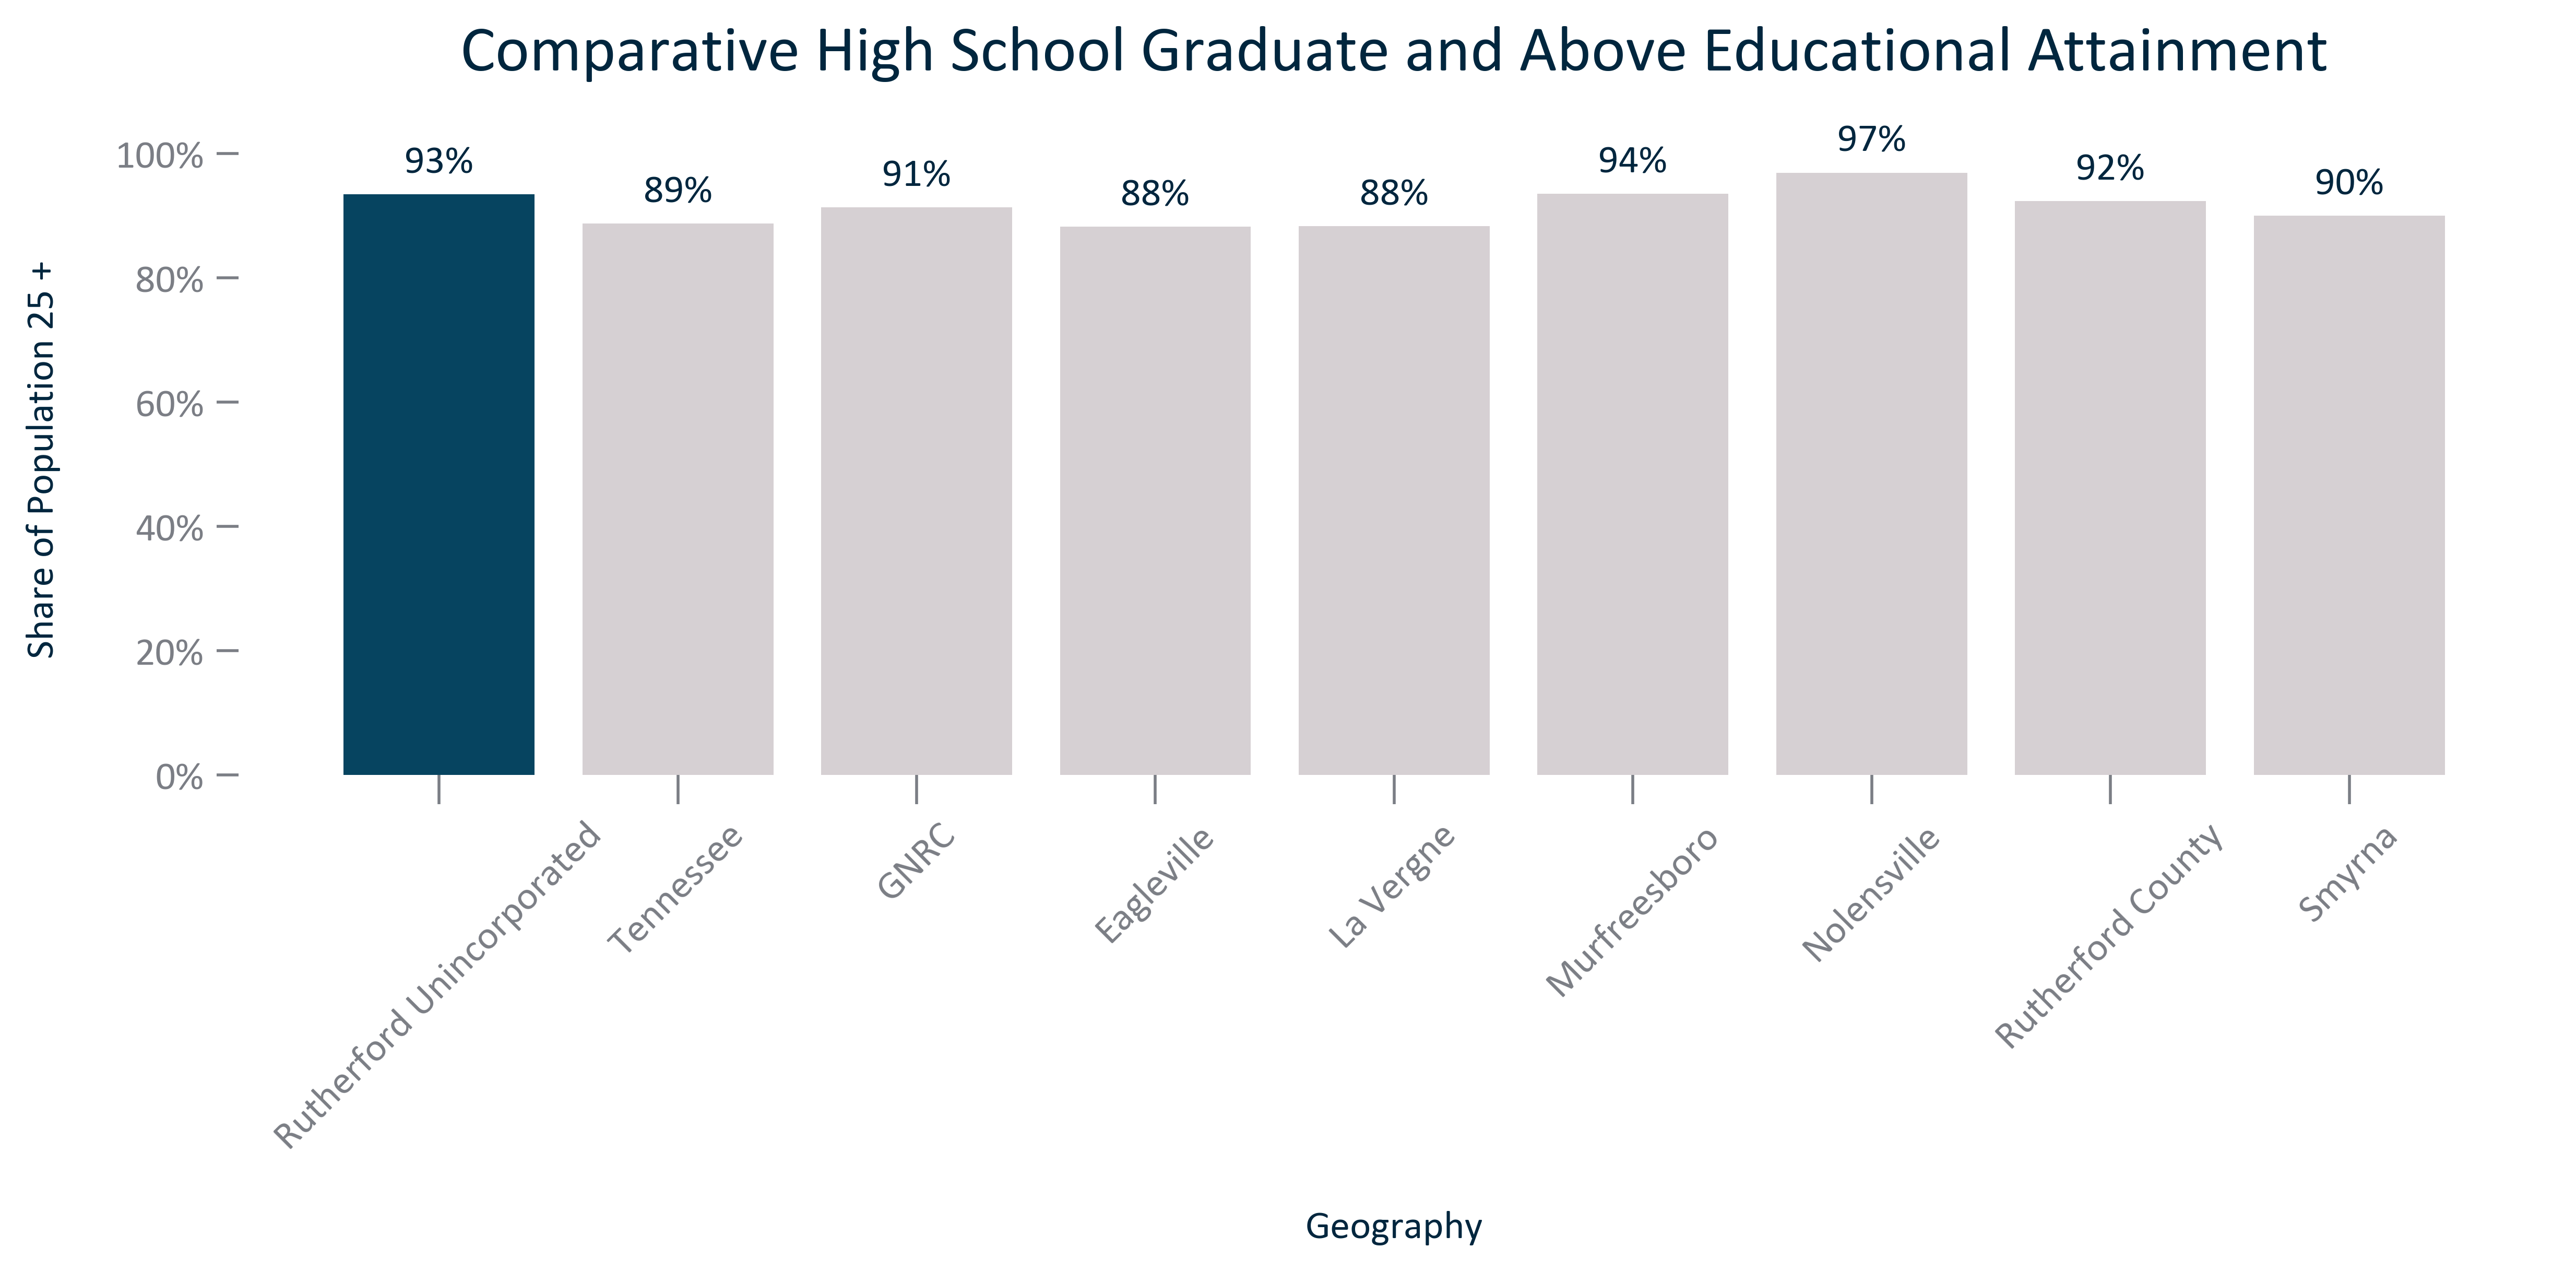 Comparative High School Graduate and Above Educational Attainment
Share of Population 25 +
100%
80%
60%
40%
20%
0%
93%
89%
91%
88%
88%
94%
97%
92%
90%
Rutherford Unincorporated
Tennessee
GNRC
Eagleville
La Vergne
Murfreesboro
Nolensville
Rutherford County
Smyrna
Geography